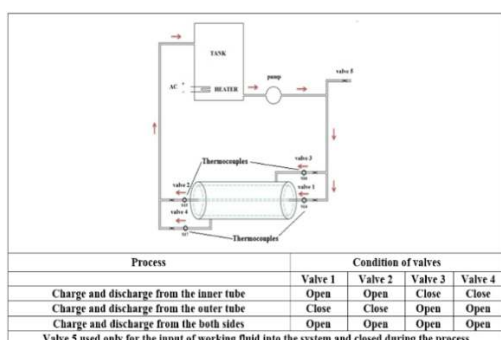 TANK
AC
HEATER
pump
valve 5
Thermocouples
valve 3
valve 2
valve 1
valve 4
Thermocouples
Process Condition of valves
Valve 1 Valve 2 Valve 3 Valve 4
Charge and discharge from the inner tube Open Open Close Close
Charge and discharge from the outer tube Close Close Open Open
Charge and discharge from the both sides Open Open Open Open
Valve 5 used only for the input of working fluid into the system and closed during the process